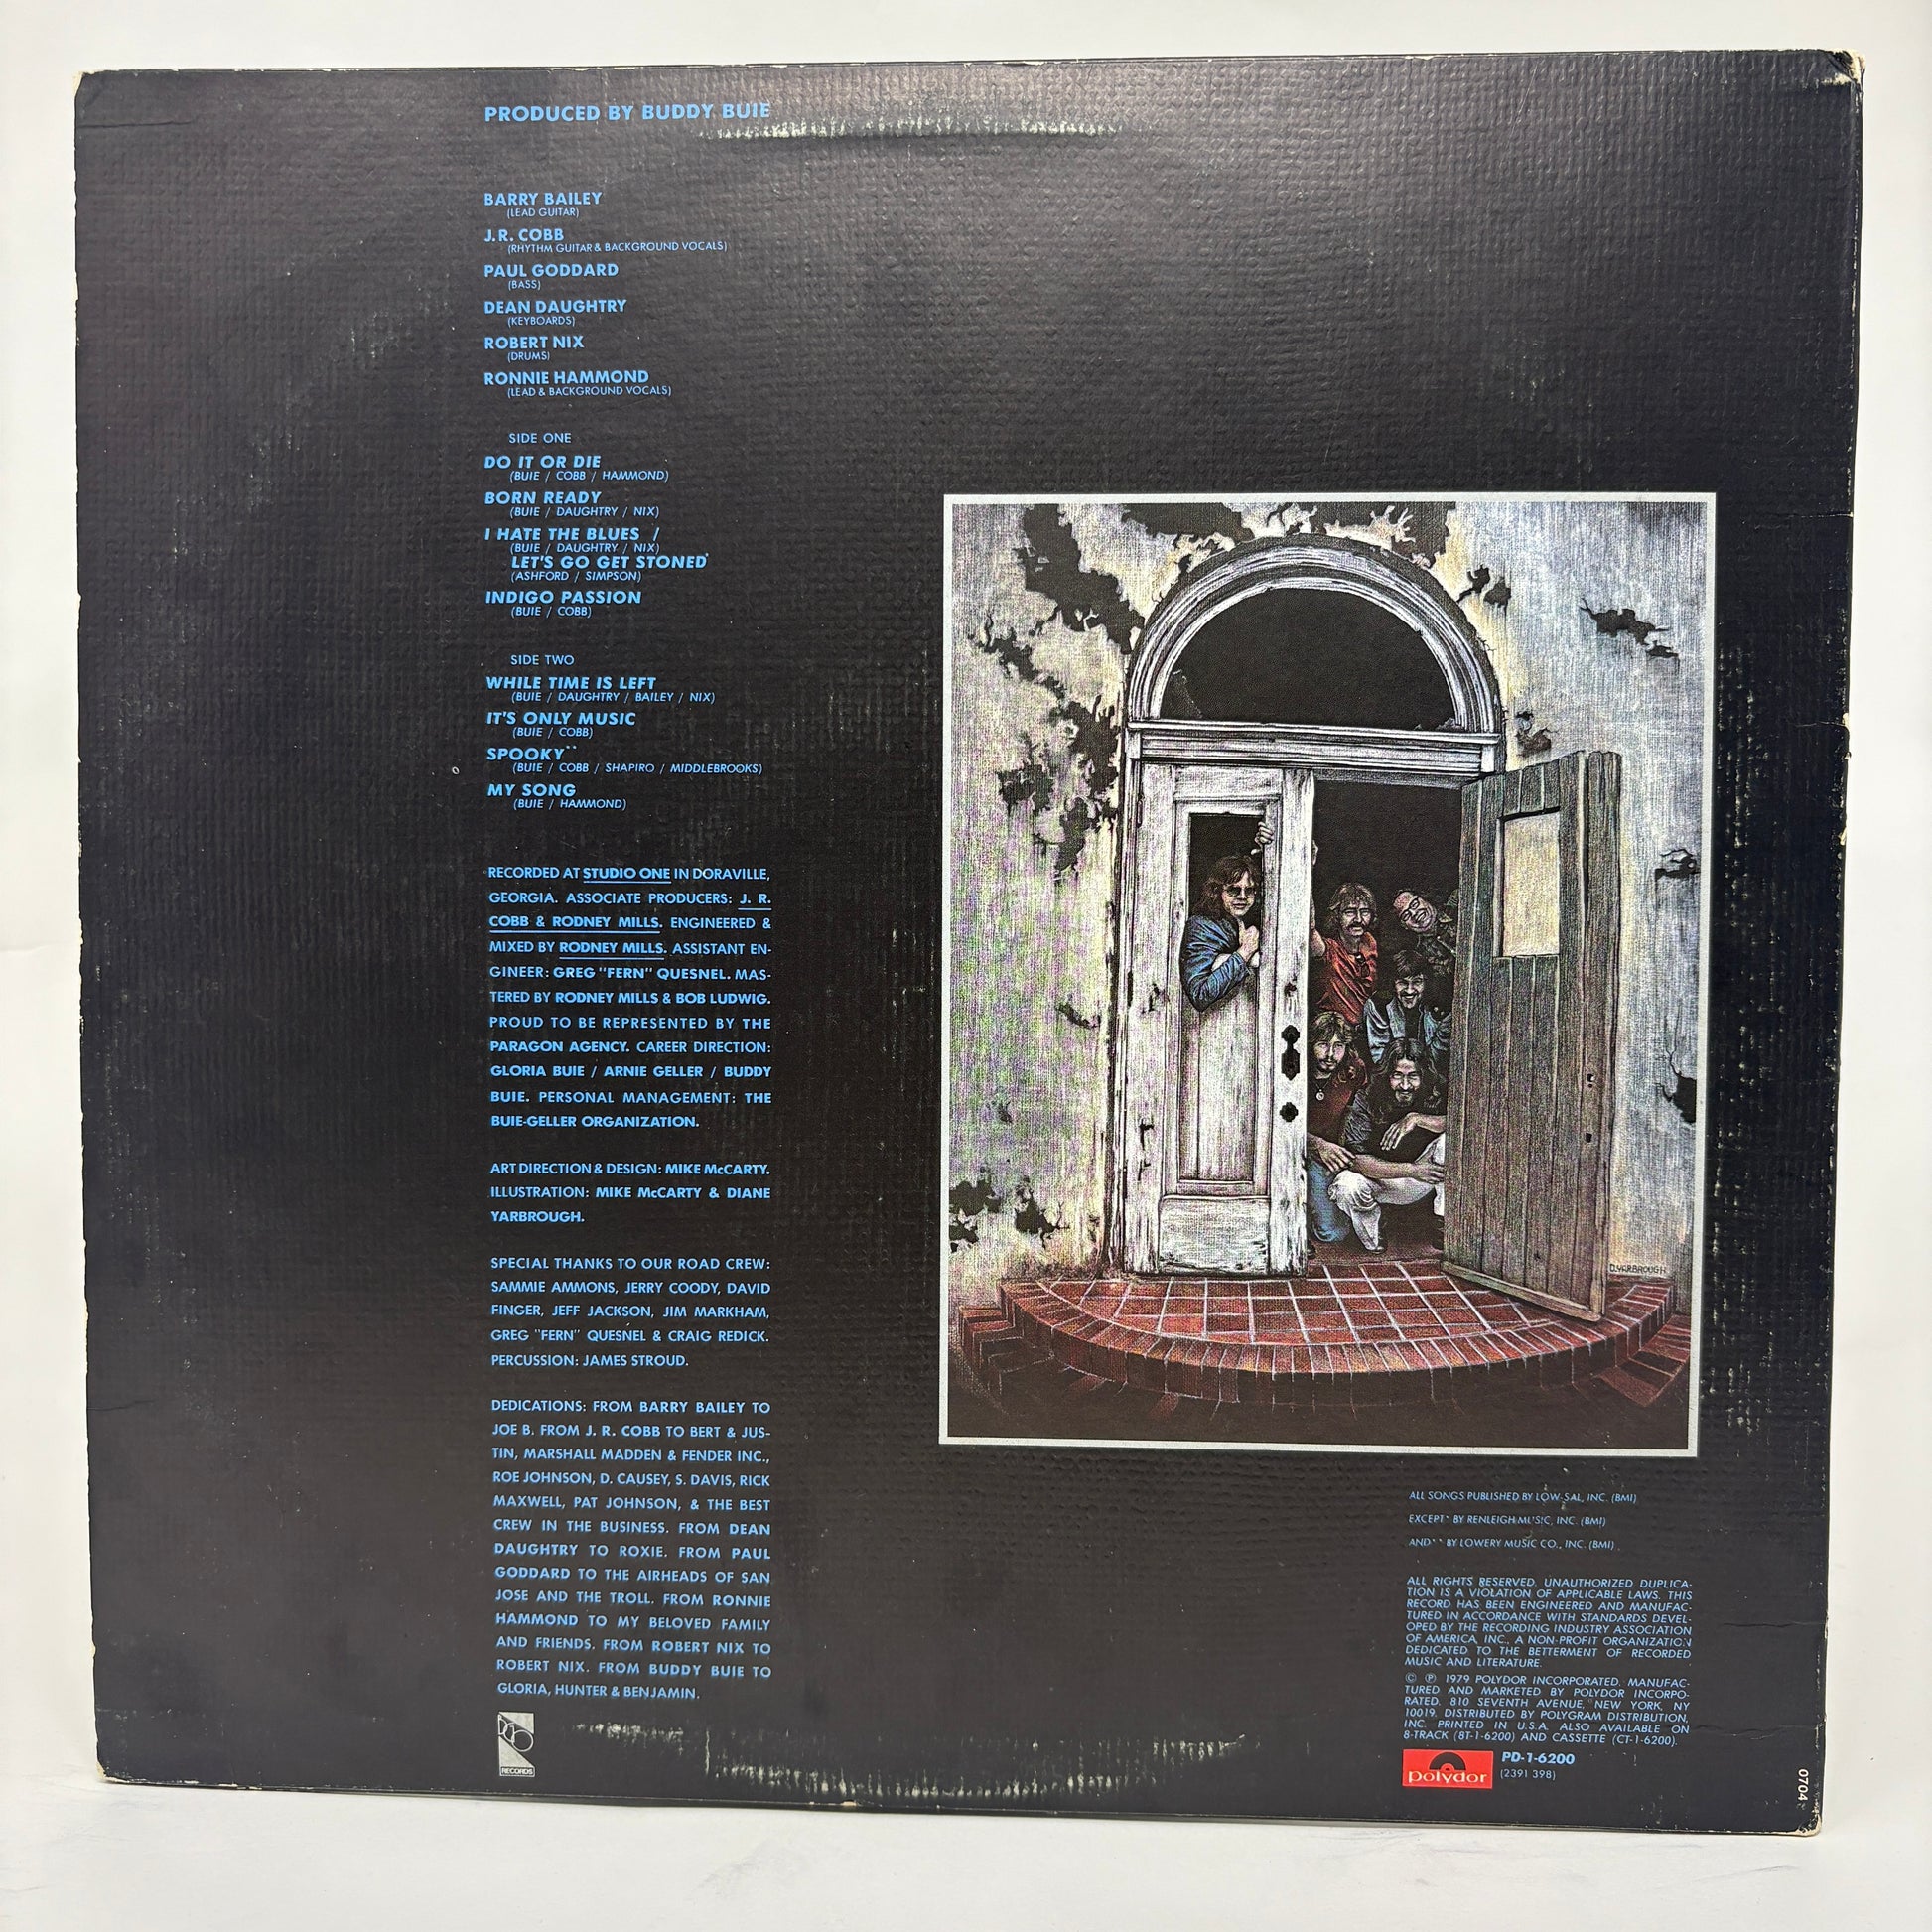 PRODUCED BY BUDDY BUIE
BARRY BAILEY
(LEAD GUITAR)
J.R. COBB
(RHYTHM GUITAR & BACKGROUND VOCALS)
PAUL GODDARD
(BASS)
DEAN DAUGHTRY
(KEYBOARDS)
ROBERT NIX
(DRUMS)
RONNIE HAMMOND
(LEAD & BACKGROUND VOCALS)
SIDE ONE
DO IT OR DIE
(BUIE / COBB / HAMMOND)
BORN READY
(BUIE / DAUGHTRY / NIX)
I HATE THE BLUES /
(BUIE / DAUGHTRY / NIX)
LET'S GO GET STONED*
(ASHFORD / SIMPSON)
INDIGO PASSION
(BUIE / COBB)
SIDE TWO
WHILE TIME IS LEFT
(BUIE / DAUGHTRY / BAILEY / NIX)
IT'S ONLY MUSIC
(BUIE / COBB)
SPOOKY**
(BUIE / COBB / SHAPIRO / MIDDLEBROOKS)
MY SONG
(BUIE / HAMMOND)
RECORDED AT STUDIO ONE IN DORAVILLE,
GEORGIA. ASSOCIATE PRODUCERS: J. R.
COBB & RODNEY MILLS. ENGINEERED &
MIXED BY RODNEY MILLS. ASSISTANT EN-
GINEER: GREG "FERN" QUESNEL. MAS-
TERED BY RODNEY MILLS & BOB LUDWIG.
PROUD TO BE REPRESENTED BY THE
PARAGON AGENCY. CAREER DIRECTION:
GLORIA BUIE / ARNIE GELLER / BUDDY
BUIE. PERSONAL MANAGEMENT: THE
BUIE-GELLER ORGANIZATION.
ART DIRECTION & DESIGN: MIKE McCARTY.
ILLUSTRATION: MIKE McCARTY & DIANE
YARBROUGH.
SPECIAL THANKS TO OUR ROAD CREW:
SAMMIE AMMONS, JERRY COODY, DAVID
FINGER, JEFF JACKSON, JIM MARKHAM,
GREG "FERN" QUESNEL & CRAIG REDICK.
PERCUSSION: JAMES STROUD.
DEDICATIONS: FROM BARRY BAILEY TO
JOE B. FROM J. R. COBB TO BERT & JUS-
TIN, MARSHALL MADDEN & FENDER INC.,
ROE JOHNSON, D. CAUSEY, S. DAVIS, RICK
MAXWELL, PAT JOHNSON, & THE BEST
CREW IN THE BUSINESS. FROM DEAN
DAUGHTRY TO ROXIE. FROM PAUL
GODDARD TO THE AIRHEADS OF SAN
JOSE AND THE TROLL. FROM RONNIE
HAMMOND TO MY BELOVED FAMILY
AND FRIENDS. FROM ROBERT NIX TO
ROBERT NIX. FROM BUDDY BUIE TO
GLORIA, HUNTER & BENJAMIN.
RECORDS
D. YARBROUGH
ALL SONGS PUBLISHED BY LOW-SAL, INC. (BMI)
EXCEPT* BY RENLEIGH MUSIC, INC. (BMI)
AND** BY LOWERY MUSIC CO., INC. (BMI).
ALL RIGHTS RESERVED. UNAUTHORIZED DUPLICA-
TION IS A VIOLATION OF APPLICABLE LAWS. THIS
RECORD HAS BEEN ENGINEERED AND MANUFAC-
TURED IN ACCORDANCE WITH STANDARDS DEVEL-
OPED BY THE RECORDING INDUSTRY ASSOCIATION
OF AMERICA, INC., A NON-PROFIT ORGANIZATION
DEDICATED TO THE BETTERMENT OF RECORDED
MUSIC AND LITERATURE.
© ℗ 1979 POLYDOR INCORPORATED. MANUFAC-
TURED AND MARKETED BY POLYDOR INCORPO-
RATED. 810 SEVENTH AVENUE, NEW YORK, NY
10019. DISTRIBUTED BY POLYGRAM DISTRIBUTION,
INC. PRINTED IN U.S.A. ALSO AVAILABLE ON
8-TRACK (8T-1-6200) AND CASSETTE (CT-1-6200).
polydor
PD-1-6200
(2391 398)
0704